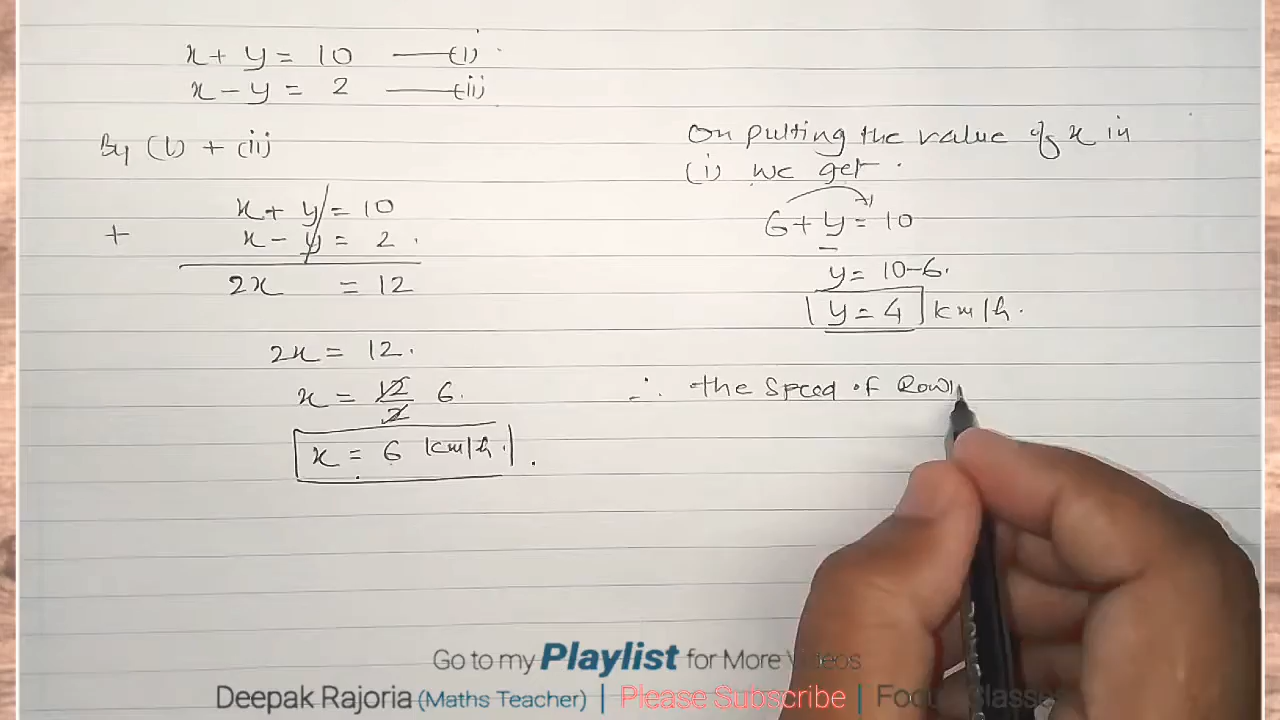 x + y = 10 —(i)
x - y = 2 —(ii)
By (i) + (ii)
x + y = 10
+ x - y = 2.
2x = 12
2x = 12.
x = 12/2 6.
x = 6 km/h.
On putting the value of x in
(i) we get.
6 + y = 10
y = 10-6.
y = 4 km/h.
∴ the Speed of Rowi
Go to my Playlist for More Videos
Deepak Rajoria (Maths Teacher) | Please Subscribe | Focus Classes